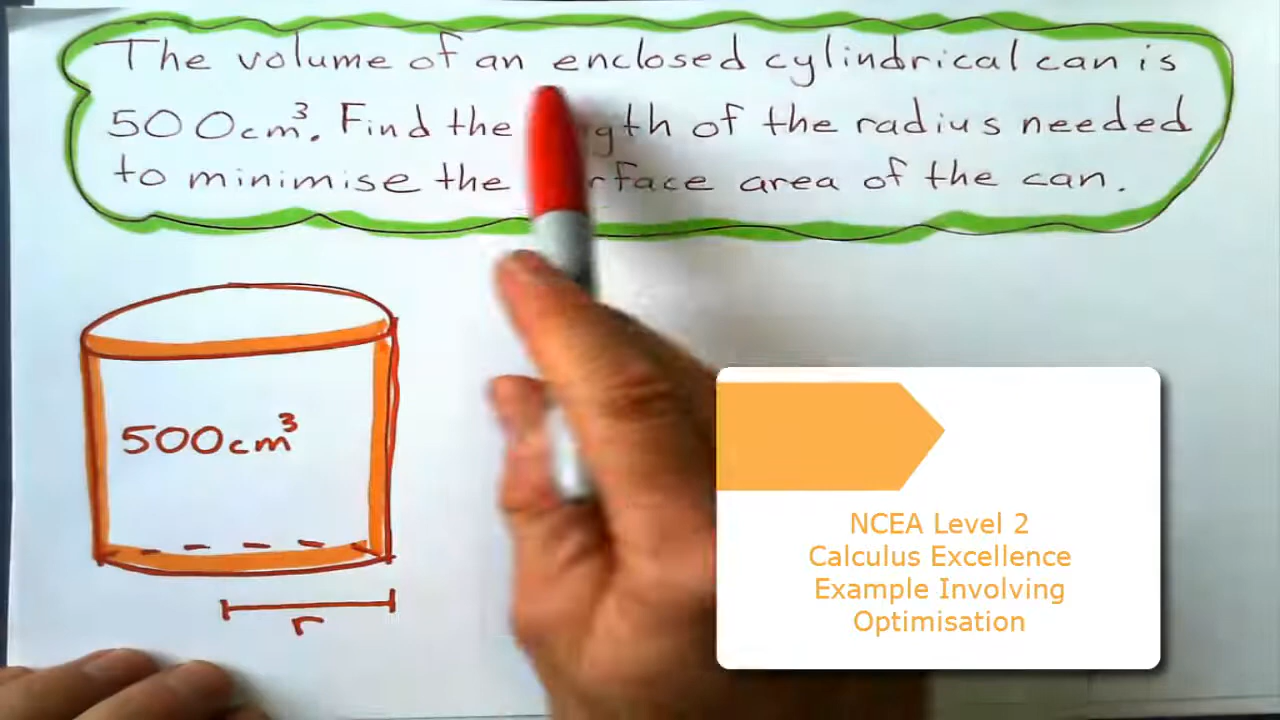 The volume of an enclosed cylindrical can is
500cm³. Find the of the radius needed
to minimise the area of the can.
500cm³
r
NCEA Level 2
Calculus Excellence
Example Involving
Optimisation